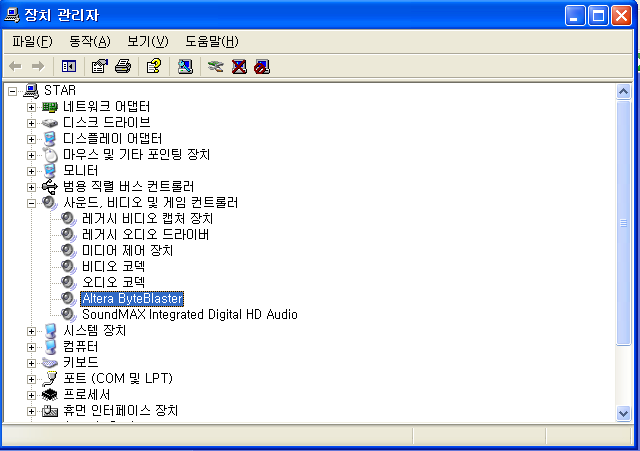 장치 관리자
파일(F) 동작(A) 보기(V) 도움말(H)
STAR
네트워크 어댑터
디스크 드라이브
디스플레이 어댑터
마우스 및 기타 포인팅 장치
모니터
범용 직렬 버스 컨트롤러
사운드, 비디오 및 게임 컨트롤러
레거시 비디오 캡처 장치
레거시 오디오 드라이버
미디어 제어 장치
비디오 코덱
오디오 코덱
Altera ByteBlaster
SoundMAX Integrated Digital HD Audio
시스템 장치
컴퓨터
키보드
포트 (COM 및 LPT)
프로세서
휴먼 인터페이스 장치